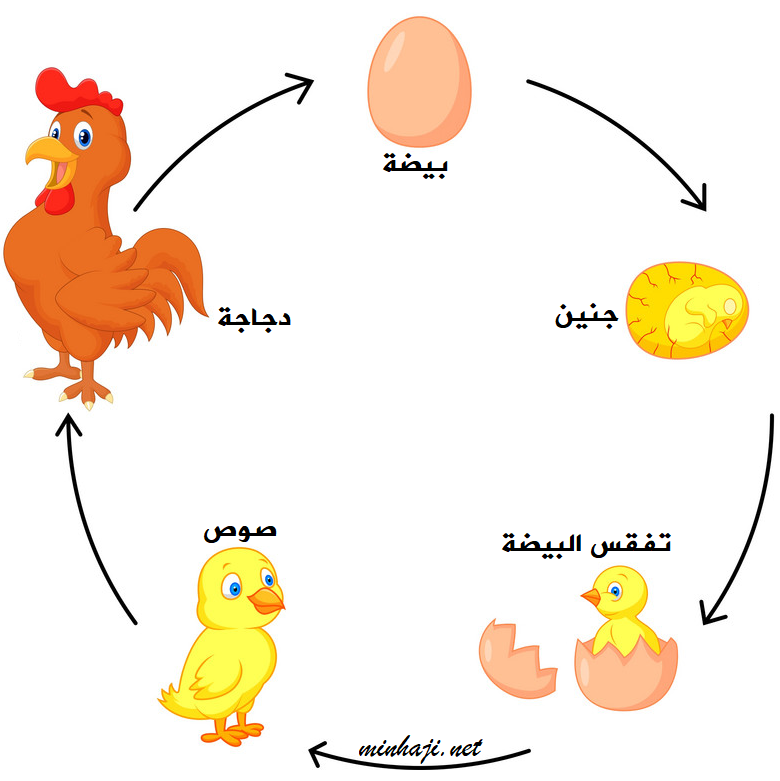 بيضة
جنين
تفقس البيضة
صوص
دجاجة
minhaji.net